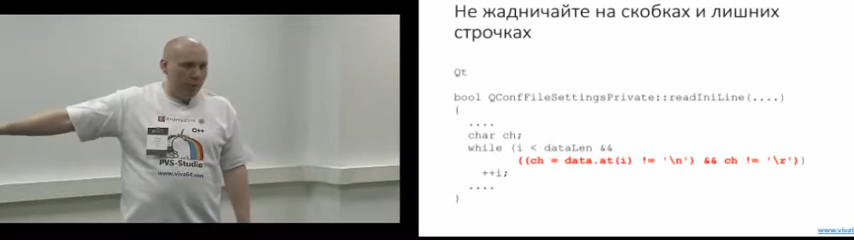 C++
PVS-Studio
www.viva64.com
Не жадничайте на скобках и лишних
строчках
Qt
bool QConfFileSettingsPrivate::readIniLine(....)
{
....
char ch;
while (i < dataLen &&
((ch = data.at(i) != '\n') && ch != '\r'))
++i;
....
}